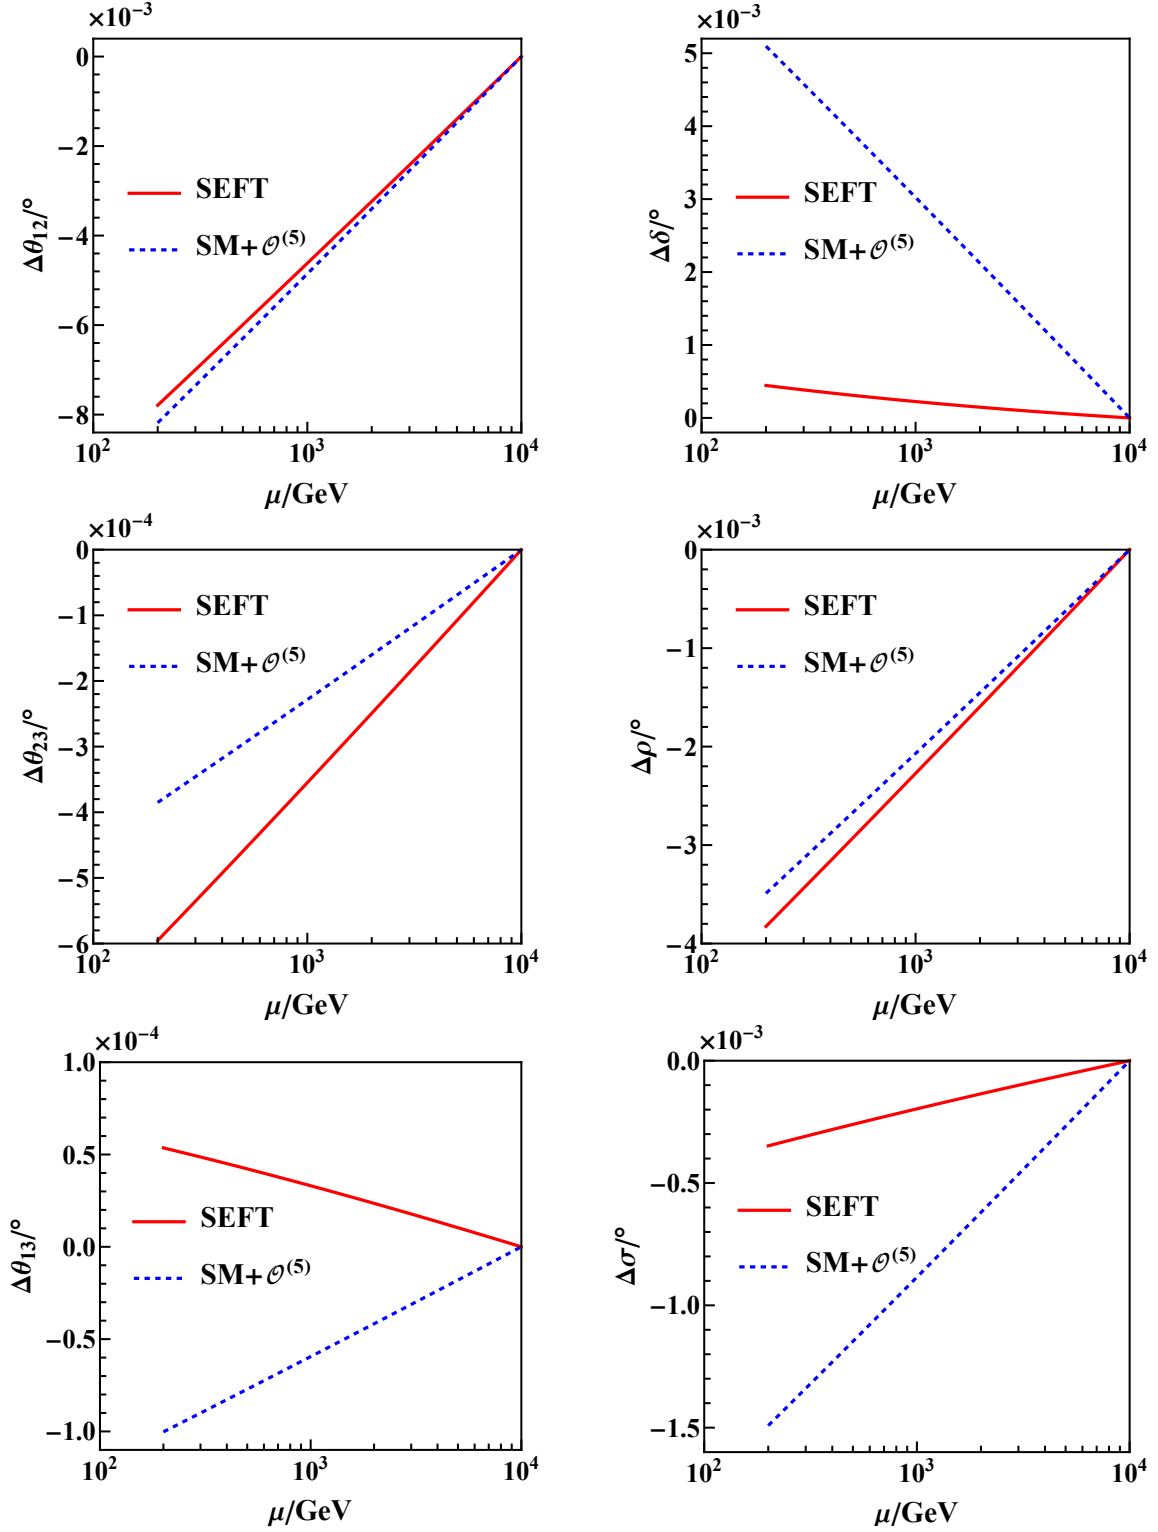 ×10⁻³
0
−2
−4
−6
−8
Δθ₁₂/°
SEFT
SM+𝒪⁽⁵⁾
10² 10³ 10⁴
μ/GeV
×10⁻³
5
4
3
2
1
0
Δδ/°
SEFT
SM+𝒪⁽⁵⁾
10² 10³ 10⁴
μ/GeV
×10⁻⁴
0
−1
−2
−3
−4
−5
−6
Δθ₂₃/°
SEFT
SM+𝒪⁽⁵⁾
10² 10³ 10⁴
μ/GeV
×10⁻³
0
−1
−2
−3
−4
Δρ/°
SEFT
SM+𝒪⁽⁵⁾
10² 10³ 10⁴
μ/GeV
×10⁻⁴
1.0
0.5
0.0
−0.5
−1.0
Δθ₁₃/°
SEFT
SM+𝒪⁽⁵⁾
10² 10³ 10⁴
μ/GeV
×10⁻³
0.0
−0.5
−1.0
−1.5
Δσ/°
SEFT
SM+𝒪⁽⁵⁾
10² 10³ 10⁴
μ/GeV